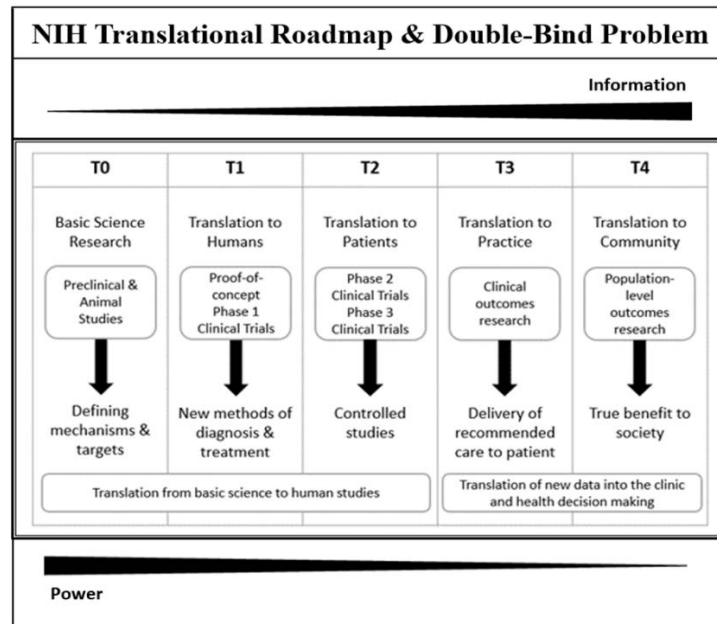 NIH Translational Roadmap & Double-Bind Problem
Information
T0
T1
T2
T3
T4
Basic Science
Research
Translation to
Humans
Translation to
Patients
Translation to
Practice
Translation to
Community
Preclinical &
Animal
Studies
Proof-of-
concept
Phase 1
Clinical Trials
Phase 2
Clinical Trials
Phase 3
Clinical Trials
Clinical
outcomes
research
Population-
level
outcomes
research
Defining
mechanisms &
targets
New methods of
diagnosis &
treatment
Controlled
studies
Delivery of
recommended
care to patient
True benefit to
society
Translation from basic science to human studies
Translation of new data into the clinic
and health decision making
Power